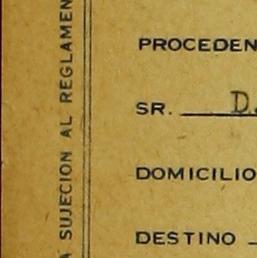 A SUJECION AL REGLAMEN
PROCEDEN
SR. D.
DOMICILIO
DESTINO